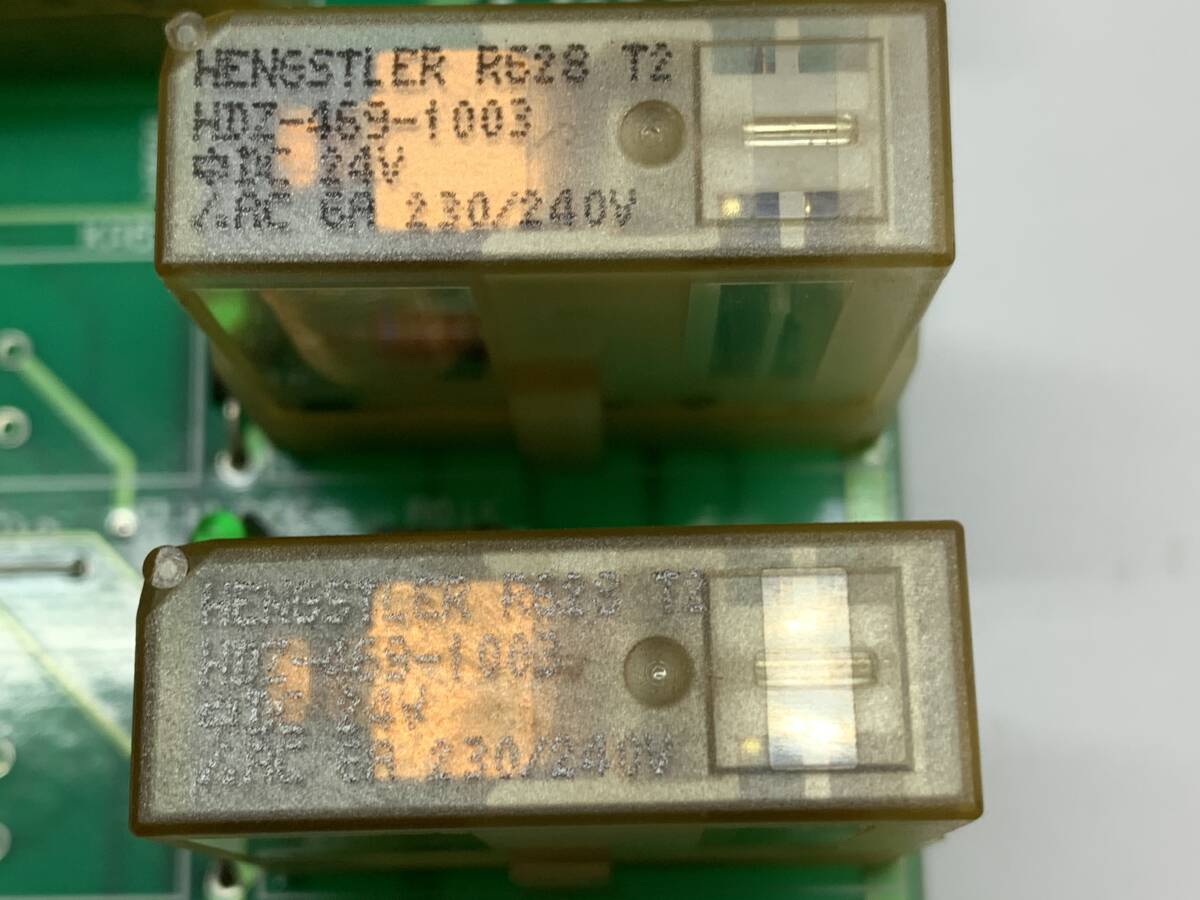 HENGSTLER R628 T2
HDZ-469-1003
DC 24V
AC 6A 230/240V
HENGSTLER R628 T2
HDZ-469-1003
AC 6A 230/240V